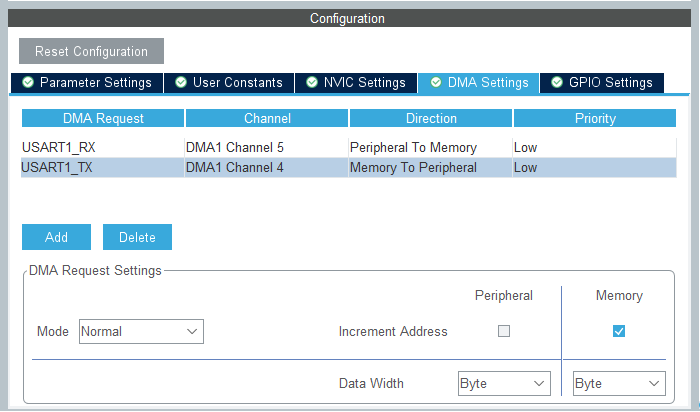 Configuration
Reset Configuration
Parameter Settings User Constants NVIC Settings DMA Settings GPIO Settings
DMA Request Channel Direction Priority
USART1_RX DMA1 Channel 5 Peripheral To Memory Low
USART1_TX DMA1 Channel 4 Memory To Peripheral Low
Add Delete
DMA Request Settings
Peripheral Memory
Mode Normal Increment Address
Data Width Byte Byte